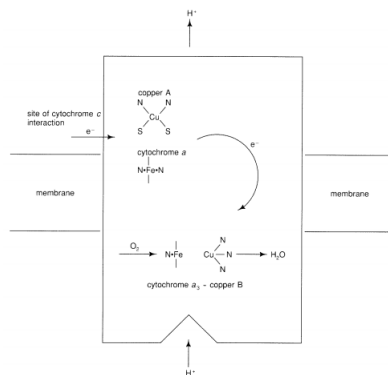 H⁺
copper A
N N
Cu
S S
site of cytochrome c
interaction
e⁻
cytochrome a
N•Fe•N
e⁻
membrane
membrane
O₂
N•Fe
N
Cu—N
N
H₂O
cytochrome a₃ - copper B
H⁺